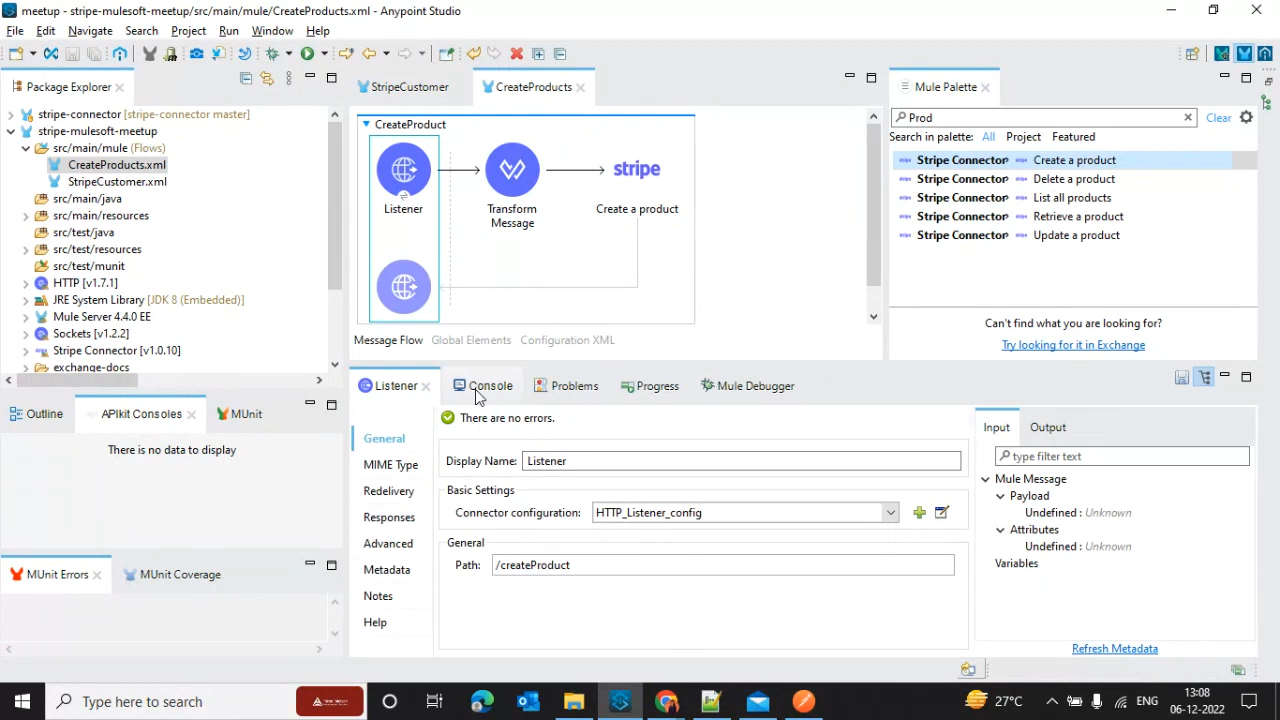 meetup - stripe-mulesoft-meetup/src/main/mule/CreateProducts.xml - Anypoint Studio
File Edit Navigate Search Project Run Window Help
Package Explorer
stripe-connector [stripe-connector master]
stripe-mulesoft-meetup
src/main/mule (Flows)
CreateProducts.xml
StripeCustomer.xml
src/main/java
src/main/resources
src/test/java
src/test/resources
src/test/munit
HTTP [v1.7.1]
JRE System Library [JDK 8 (Embedded)]
Mule Server 4.4.0 EE
Sockets [v1.2.2]
Stripe Connector [v1.0.10]
exchange-docs
StripeCustomer CreateProducts
CreateProduct
stripe
Listener
Transform
Message
Create a product
Message Flow Global Elements Configuration XML
Mule Palette
Prod
Clear
Search in palette: All Project Featured
Stripe Connector Create a product
Stripe Connector Delete a product
Stripe Connector List all products
Stripe Connector Retrieve a product
Stripe Connector Update a product
Can't find what you are looking for?
Try looking for it in Exchange
Outline APIkit Consoles MUnit
There is no data to display
MUnit Errors MUnit Coverage
Listener Console Problems Progress Mule Debugger
There are no errors.
General
MIME Type
Redelivery
Responses
Advanced
Metadata
Notes
Help
Display Name: Listener
Basic Settings
Connector configuration: HTTP_Listener_config
General
Path: /createProduct
Input Output
type filter text
Mule Message
Payload
Undefined : Unknown
Attributes
Undefined : Unknown
Variables
Refresh Metadata
Type here to search
27°C
ENG
13:08
06-12-2022